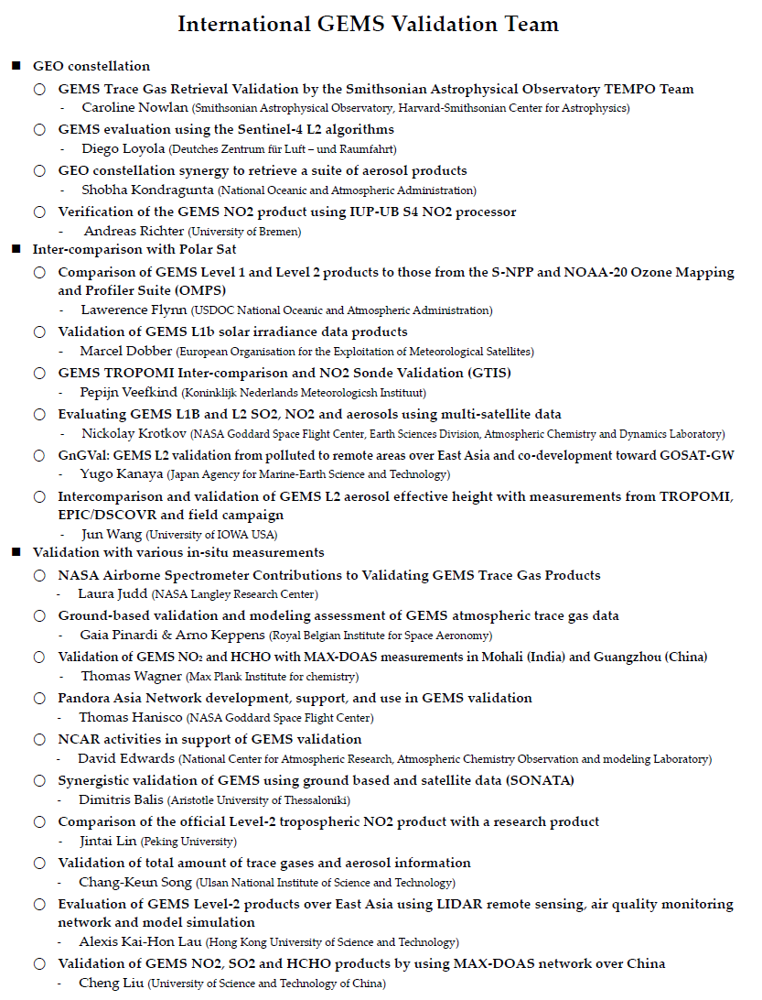 International GEMS Validation Team
■ GEO constellation
○ GEMS Trace Gas Retrieval Validation by the Smithsonian Astrophysical Observatory TEMPO Team
- Caroline Nowlan (Smithsonian Astrophysical Observatory, Harvard-Smithsonian Center for Astrophysics)
○ GEMS evaluation using the Sentinel-4 L2 algorithms
- Diego Loyola (Deutches Zentrum für Luft – und Raumfahrt)
○ GEO constellation synergy to retrieve a suite of aerosol products
- Shobha Kondragunta (National Oceanic and Atmospheric Administration)
○ Verification of the GEMS NO2 product using IUP-UB S4 NO2 processor
- Andreas Richter (University of Bremen)
■ Inter-comparison with Polar Sat
○ Comparison of GEMS Level 1 and Level 2 products to those from the S-NPP and NOAA-20 Ozone Mapping
and Profiler Suite (OMPS)
- Lawerence Flynn (USDOC National Oceanic and Atmospheric Administration)
○ Validation of GEMS L1b solar irradiance data products
- Marcel Dobber (European Organisation for the Exploitation of Meteorological Satellites)
○ GEMS TROPOMI Inter-comparison and NO2 Sonde Validation (GTIS)
- Pepijn Veefkind (Koninklijk Nederlands Meteorologicsh Instituut)
○ Evaluating GEMS L1B and L2 SO2, NO2 and aerosols using multi-satellite data
- Nickolay Krotkov (NASA Goddard Space Flight Center, Earth Sciences Division, Atmospheric Chemistry and Dynamics Laboratory)
○ GnGVal: GEMS L2 validation from polluted to remote areas over East Asia and co-development toward GOSAT-GW
- Yugo Kanaya (Japan Agency for Marine-Earth Science and Technology)
○ Intercomparison and validation of GEMS L2 aerosol effective height with measurements from TROPOMI,
EPIC/DSCOVR and field campaign
- Jun Wang (University of IOWA USA)
■ Validation with various in-situ measurements
○ NASA Airborne Spectrometer Contributions to Validating GEMS Trace Gas Products
- Laura Judd (NASA Langley Research Center)
○ Ground-based validation and modeling assessment of GEMS atmospheric trace gas data
- Gaia Pinardi & Arno Keppens (Royal Belgian Institute for Space Aeronomy)
○ Validation of GEMS NO₂ and HCHO with MAX-DOAS measurements in Mohali (India) and Guangzhou (China)
- Thomas Wagner (Max Plank Institute for chemistry)
○ Pandora Asia Network development, support, and use in GEMS validation
- Thomas Hanisco (NASA Goddard Space Flight Center)
○ NCAR activities in support of GEMS validation
- David Edwards (National Center for Atmospheric Research, Atmospheric Chemistry Observation and modeling Laboratory)
○ Synergistic validation of GEMS using ground based and satellite data (SONATA)
- Dimitris Balis (Aristotle University of Thessaloniki)
○ Comparison of the official Level-2 tropospheric NO2 product with a research product
- Jintai Lin (Peking University)
○ Validation of total amount of trace gases and aerosol information
- Chang-Keun Song (Ulsan National Institute of Science and Technology)
○ Evaluation of GEMS Level-2 products over East Asia using LIDAR remote sensing, air quality monitoring
network and model simulation
- Alexis Kai-Hon Lau (Hong Kong University of Science and Technology)
○ Validation of GEMS NO2, SO2 and HCHO products by using MAX-DOAS network over China
- Cheng Liu (University of Science and Technology of China)